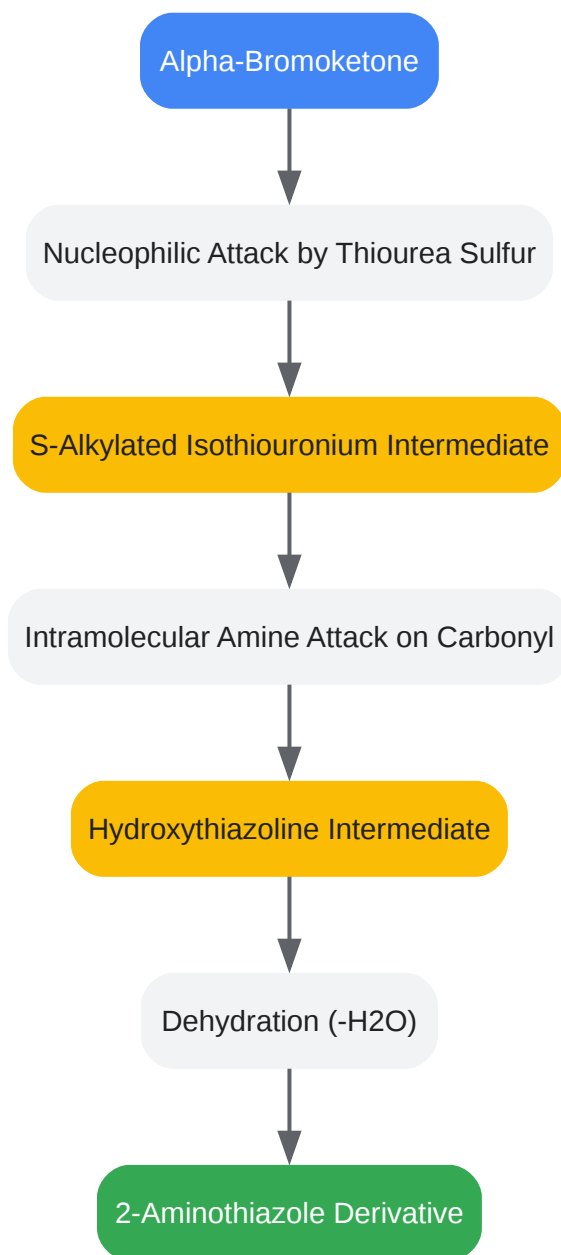 Alpha-Bromoketone
Nucleophilic Attack by Thiourea Sulfur
S-Alkylated Isothiouronium Intermediate
Intramolecular Amine Attack on Carbonyl
Hydroxythiazoline Intermediate
Dehydration (-H2O)
2-Aminothiazole Derivative